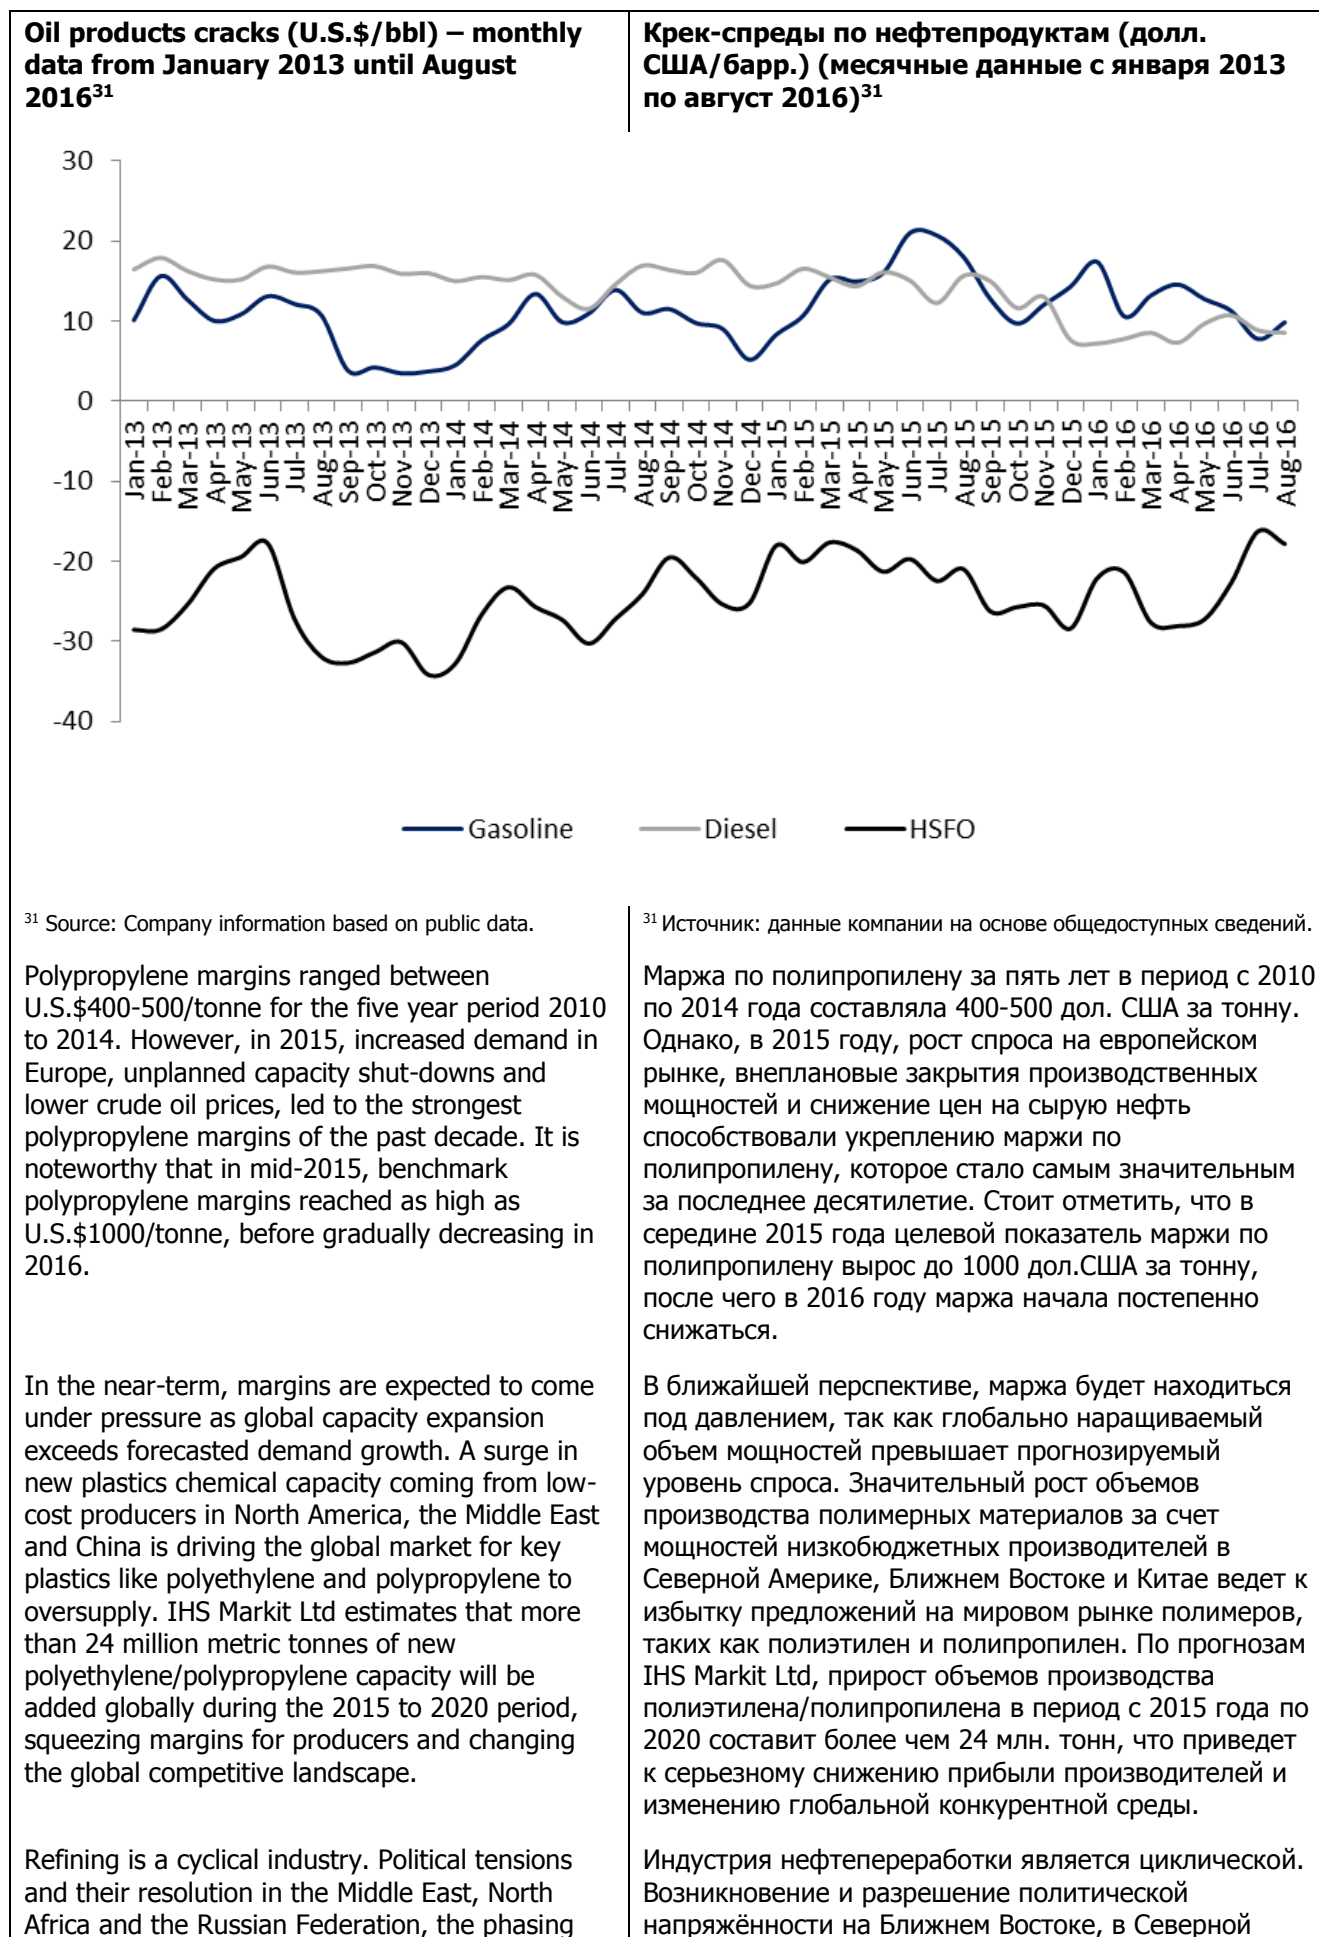 Oil products cracks (U.S.$/bbl) – monthly
data from January 2013 until August
2016³¹
Крек-спреды по нефтепродуктам (долл.
США/барр.) (месячные данные с января 2013
по август 2016)³¹
30
20
10
0
-10
-20
-30
-40
Jan-13
Feb-13
Mar-13
Apr-13
May-13
Jun-13
Jul-13
Aug-13
Sep-13
Oct-13
Nov-13
Dec-13
Jan-14
Feb-14
Mar-14
Apr-14
May-14
Jun-14
Jul-14
Aug-14
Sep-14
Oct-14
Nov-14
Dec-14
Jan-15
Feb-15
Mar-15
Apr-15
May-15
Jun-15
Jul-15
Aug-15
Sep-15
Oct-15
Nov-15
Dec-15
Jan-16
Feb-16
Mar-16
Apr-16
May-16
Jun-16
Jul-16
Aug-16
Gasoline
Diesel
HSFO
³¹ Source: Company information based on public data.
³¹ Источник: данные компании на основе общедоступных сведений.
Polypropylene margins ranged between
U.S.$400-500/tonne for the five year period 2010
to 2014. However, in 2015, increased demand in
Europe, unplanned capacity shut-downs and
lower crude oil prices, led to the strongest
polypropylene margins of the past decade. It is
noteworthy that in mid-2015, benchmark
polypropylene margins reached as high as
U.S.$1000/tonne, before gradually decreasing in
2016.
Маржа по полипропилену за пять лет в период с 2010
по 2014 года составляла 400-500 дол. США за тонну.
Однако, в 2015 году, рост спроса на европейском
рынке, внеплановые закрытия производственных
мощностей и снижение цен на сырую нефть
способствовали укреплению маржи по
полипропилену, которое стало самым значительным
за последнее десятилетие. Стоит отметить, что в
середине 2015 года целевой показатель маржи по
полипропилену вырос до 1000 дол.США за тонну,
после чего в 2016 году маржа начала постепенно
снижаться.
In the near-term, margins are expected to come
under pressure as global capacity expansion
exceeds forecasted demand growth. A surge in
new plastics chemical capacity coming from low-
cost producers in North America, the Middle East
and China is driving the global market for key
plastics like polyethylene and polypropylene to
oversupply. IHS Markit Ltd estimates that more
than 24 million metric tonnes of new
polyethylene/polypropylene capacity will be
added globally during the 2015 to 2020 period,
squeezing margins for producers and changing
the global competitive landscape.
В ближайшей перспективе, маржа будет находиться
под давлением, так как глобально наращиваемый
объем мощностей превышает прогнозируемый
уровень спроса. Значительный рост объемов
производства полимерных материалов за счет
мощностей низкобюджетных производителей в
Северной Америке, Ближнем Востоке и Китае ведет к
избытку предложений на мировом рынке полимеров,
таких как полиэтилен и полипропилен. По прогнозам
IHS Markit Ltd, прирост объемов производства
полиэтилена/полипропилена в период с 2015 года по
2020 составит более чем 24 млн. тонн, что приведет
к серьезному снижению прибыли производителей и
изменению глобальной конкурентной среды.
Refining is a cyclical industry. Political tensions
and their resolution in the Middle East, North
Africa and the Russian Federation, the phasing
Индустрия нефтепереработки является циклической.
Возникновение и разрешение политической
напряжённости на Ближнем Востоке, в Северной